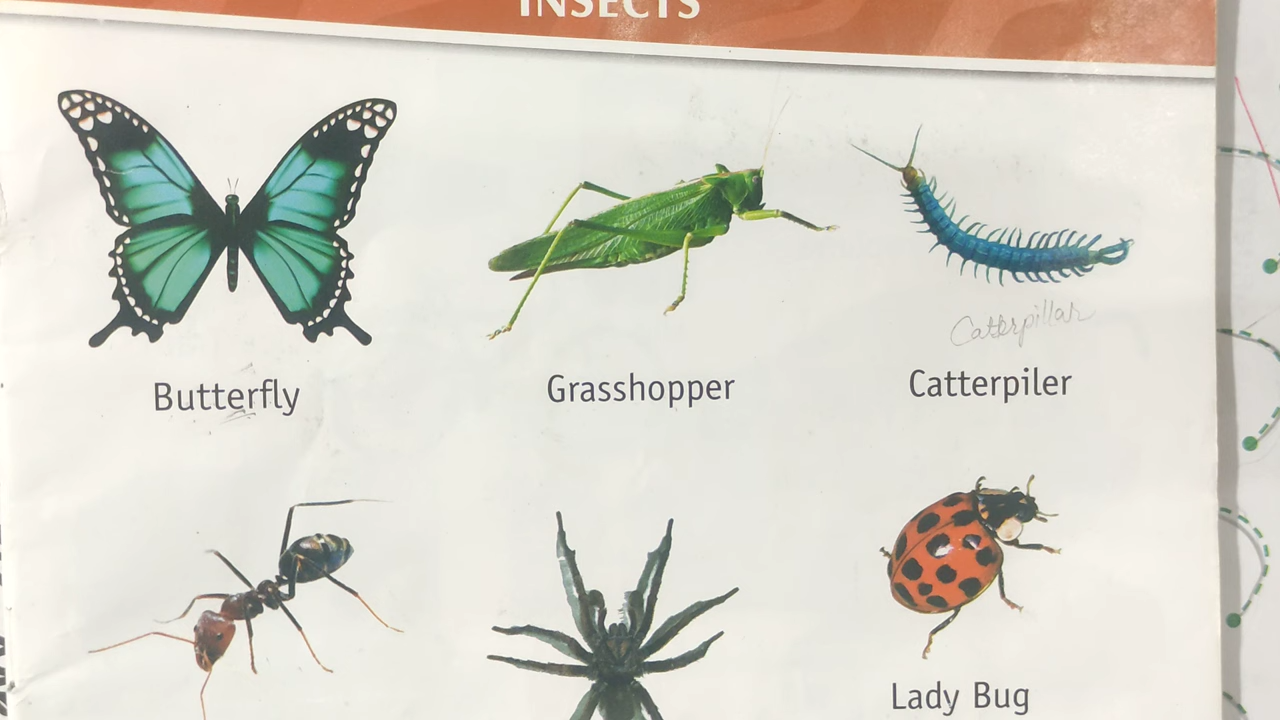 INSECTS
Catterpillar
Butterfly
Grasshopper
Catterpiler
Lady Bug